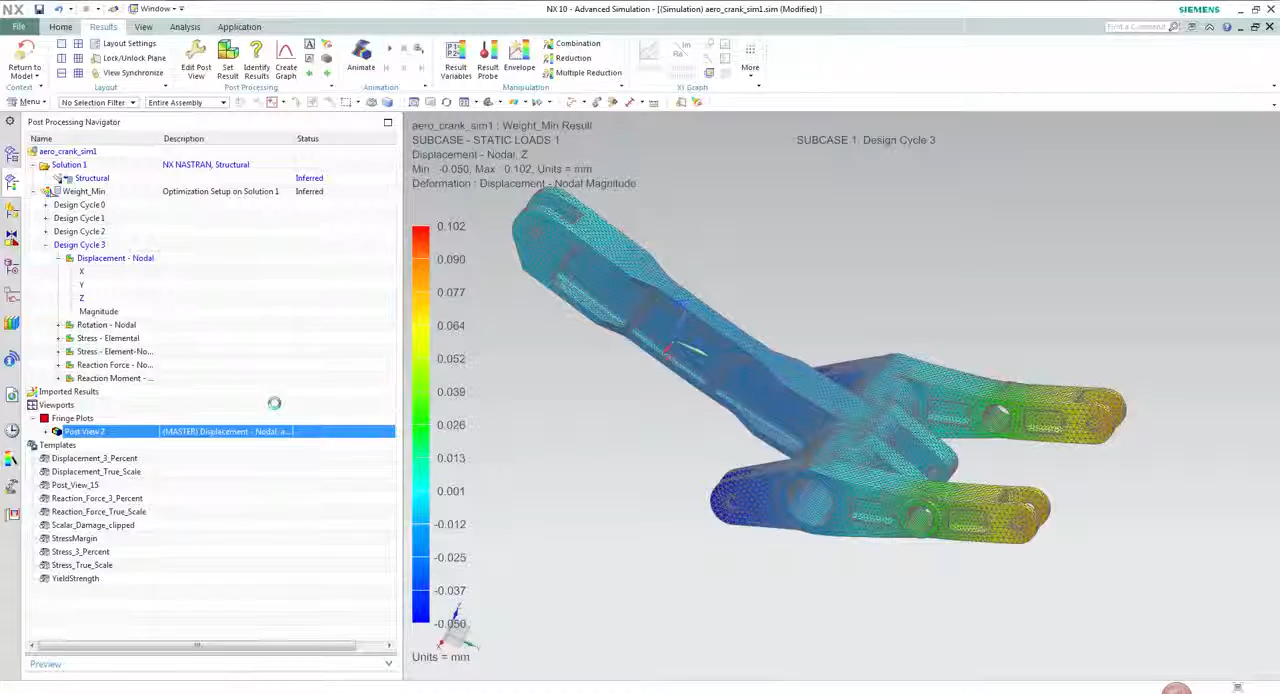 NX
Window
NX 10 - Advanced Simulation - [(Simulation) aero_crank_sim1.sim (Modified) ]
SIEMENS
File
Home
Results
View
Analysis
Application
Find a Command
Return to Model
Layout Settings
Lock/Unlock Plane
View Synchronize
Edit Post View
Set Result
Identify Results
Create Graph
Animate
Result Variables
Result Probe
Envelope
Combination
Reduction
Multiple Reduction
More
Context
Layout
Post Processing
Animation
Manipulation
XY Graph
Menu
No Selection Filter
Entire Assembly
Post Processing Navigator
Name Description Status
aero_crank_sim1
Solution 1 NX NASTRAN, Structural
Structural Inferred
Weight_Min Optimization Setup on Solution 1 Inferred
Design Cycle 0
Design Cycle 1
Design Cycle 2
Design Cycle 3
Displacement - Nodal
X
Y
Z
Magnitude
Rotation - Nodal
Stress - Elemental
Stress - Element-No...
Reaction Force - No...
Reaction Moment - ...
Imported Results
Viewports
Fringe Plots
Post View 2 (MASTER) Displacement - Nodal, a...
Templates
Displacement_3_Percent
Displacement_True_Scale
Post_View_15
Reaction_Force_3_Percent
Reaction_Force_True_Scale
Scalar_Damage_clipped
StressMargin
Stress_3_Percent
Stress_True_Scale
YieldStrength
Preview
aero_crank_sim1 : Weight_Min Result
SUBCASE - STATIC LOADS 1
Displacement - Nodal, Z
Min : -0.050, Max : 0.102, Units = mm
Deformation : Displacement - Nodal Magnitude
SUBCASE 1. Design Cycle 3
0.102
0.090
0.077
0.064
0.052
0.039
0.026
0.013
0.001
-0.012
-0.025
-0.037
-0.050
Units = mm